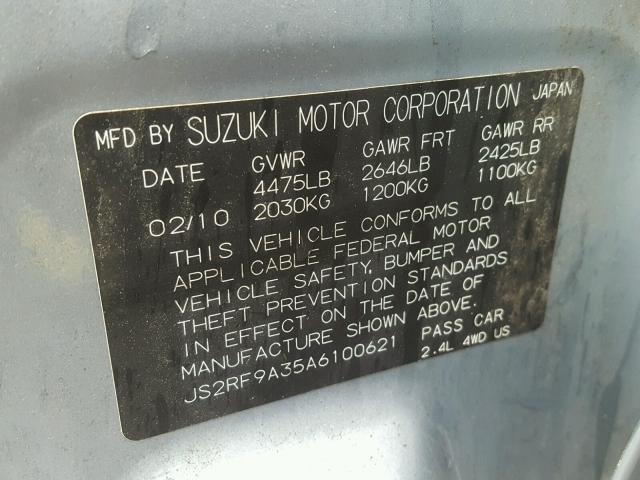 MFD BY SUZUKI MOTOR CORPORATION JAPAN
DATE GVWR GAWR FRT GAWR RR
4475LB 2646LB 2425LB
02/10 2030KG 1200KG 1100KG
THIS VEHICLE CONFORMS TO ALL
APPLICABLE FEDERAL MOTOR
VEHICLE SAFETY, BUMPER AND
THEFT PREVENTION STANDARDS
IN EFFECT ON THE DATE OF
MANUFACTURE SHOWN ABOVE.
JS2RF9A35A6100621 PASS CAR
2.4L 4WD US